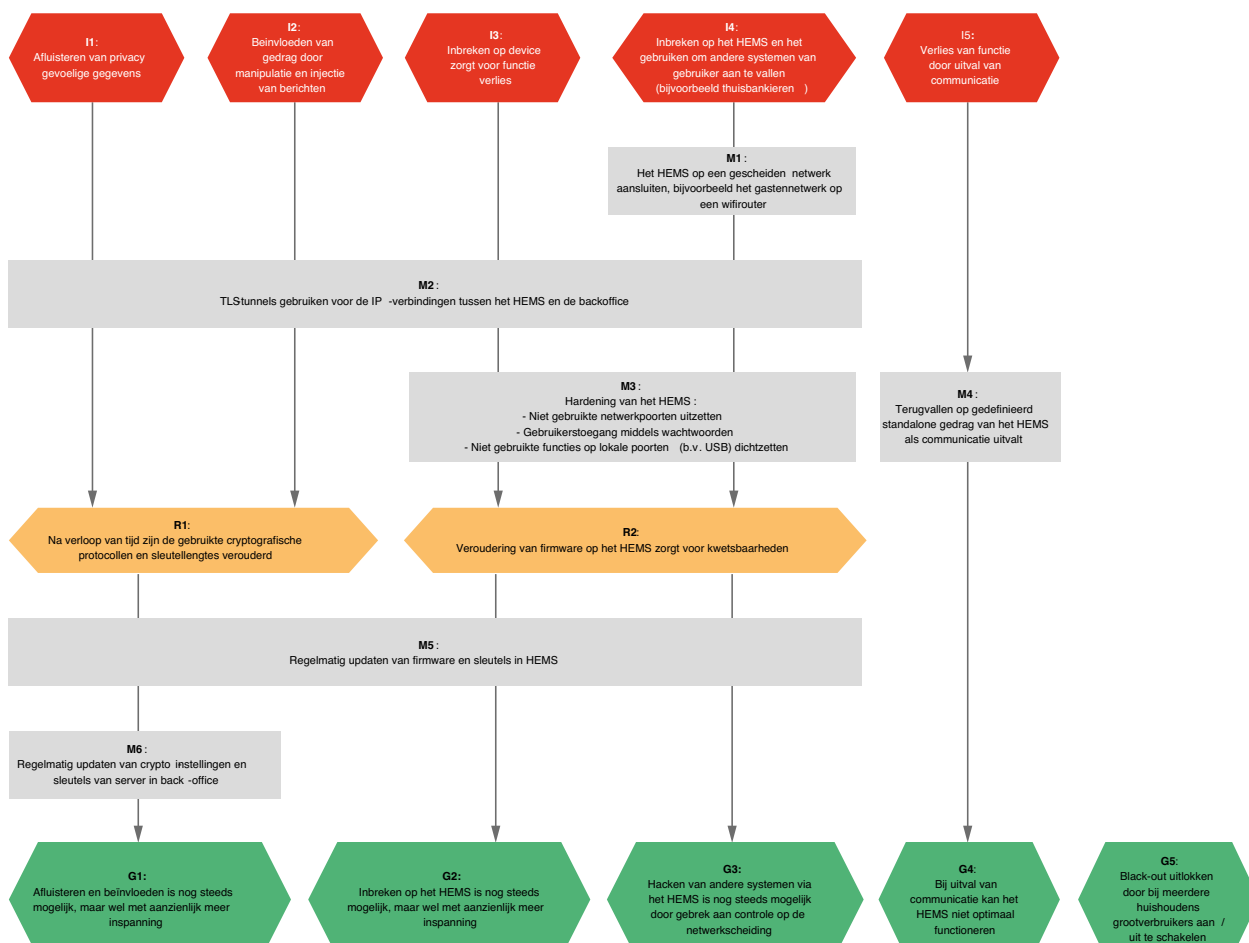 I1:
Afluisteren van privacy
gevoelige gegevens
I2:
Beinvloeden van
gedrag door
manipulatie en injectie
van berichten
I3:
Inbreken op device
zorgt voor functie
verlies
I4:
Inbreken op het HEMS en het
gebruiken om andere systemen van
gebruiker aan te vallen
(bijvoorbeeld thuisbankieren )
I5:
Verlies van functie
door uitval van
communicatie
M1:
Het HEMS op een gescheiden netwerk
aansluiten, bijvoorbeeld het gastennetwerk op
een wifirouter
M2:
TLStunnels gebruiken voor de IP -verbindingen tussen het HEMS en de backoffice
M3:
Hardening van het HEMS :
- Niet gebruikte netwerkpoorten uitzetten
- Gebruikerstoegang middels wachtwoorden
- Niet gebruikte functies op lokale poorten (b.v. USB) dichtzetten
M4:
Terugvallen op gedefinieerd
standalone gedrag van het HEMS
als communicatie uitvalt
R1:
Na verloop van tijd zijn de gebruikte cryptografische
protocollen en sleutellengtes verouderd
R2:
Veroudering van firmware op het HEMS zorgt voor kwetsbaarheden
M5:
Regelmatig updaten van firmware en sleutels in HEMS
M6:
Regelmatig updaten van crypto instellingen en
sleutels van server in back -office
G1:
Afluisteren en beïnvloeden is nog steeds
mogelijk, maar wel met aanzienlijk meer
inspanning
G2:
Inbreken op het HEMS is nog steeds
mogelijk, maar wel met aanzienlijk meer
inspanning
G3:
Hacken van andere systemen via
het HEMS is nog steeds mogelijk
door gebrek aan controle op de
netwerkscheiding
G4:
Bij uitval van
communicatie kan het
HEMS niet optimaal
functioneren
G5:
Black-out uitlokken
door bij meerdere
huishoudens
grootverbruikers aan /
uit te schakelen